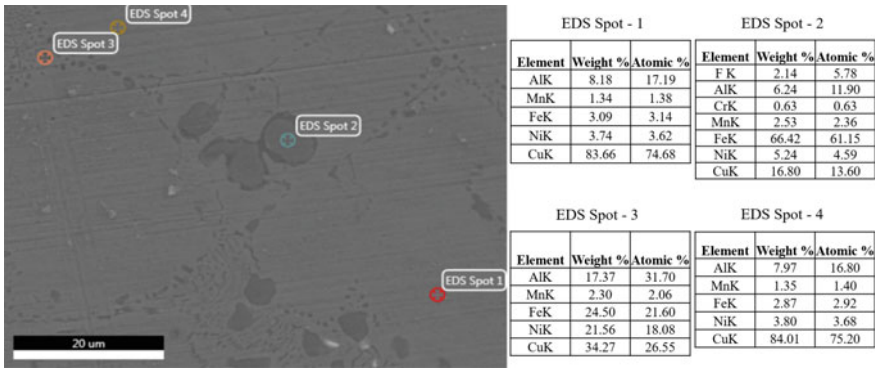 EDS Spot 4
EDS Spot 3
EDS Spot 2
EDS Spot 1
20 um
EDS Spot - 1
Element Weight % Atomic %
AlK 8.18 17.19
MnK 1.34 1.38
FeK 3.09 3.14
NiK 3.74 3.62
CuK 83.66 74.68
EDS Spot - 2
Element Weight % Atomic %
F K 2.14 5.78
AlK 6.24 11.90
CrK 0.63 0.63
MnK 2.53 2.36
FeK 66.42 61.15
NiK 5.24 4.59
CuK 16.80 13.60
EDS Spot - 3
Element Weight % Atomic %
AlK 17.37 31.70
MnK 2.30 2.06
FeK 24.50 21.60
NiK 21.56 18.08
CuK 34.27 26.55
EDS Spot - 4
Element Weight % Atomic %
AlK 7.97 16.80
MnK 1.35 1.40
FeK 2.87 2.92
NiK 3.80 3.68
CuK 84.01 75.20